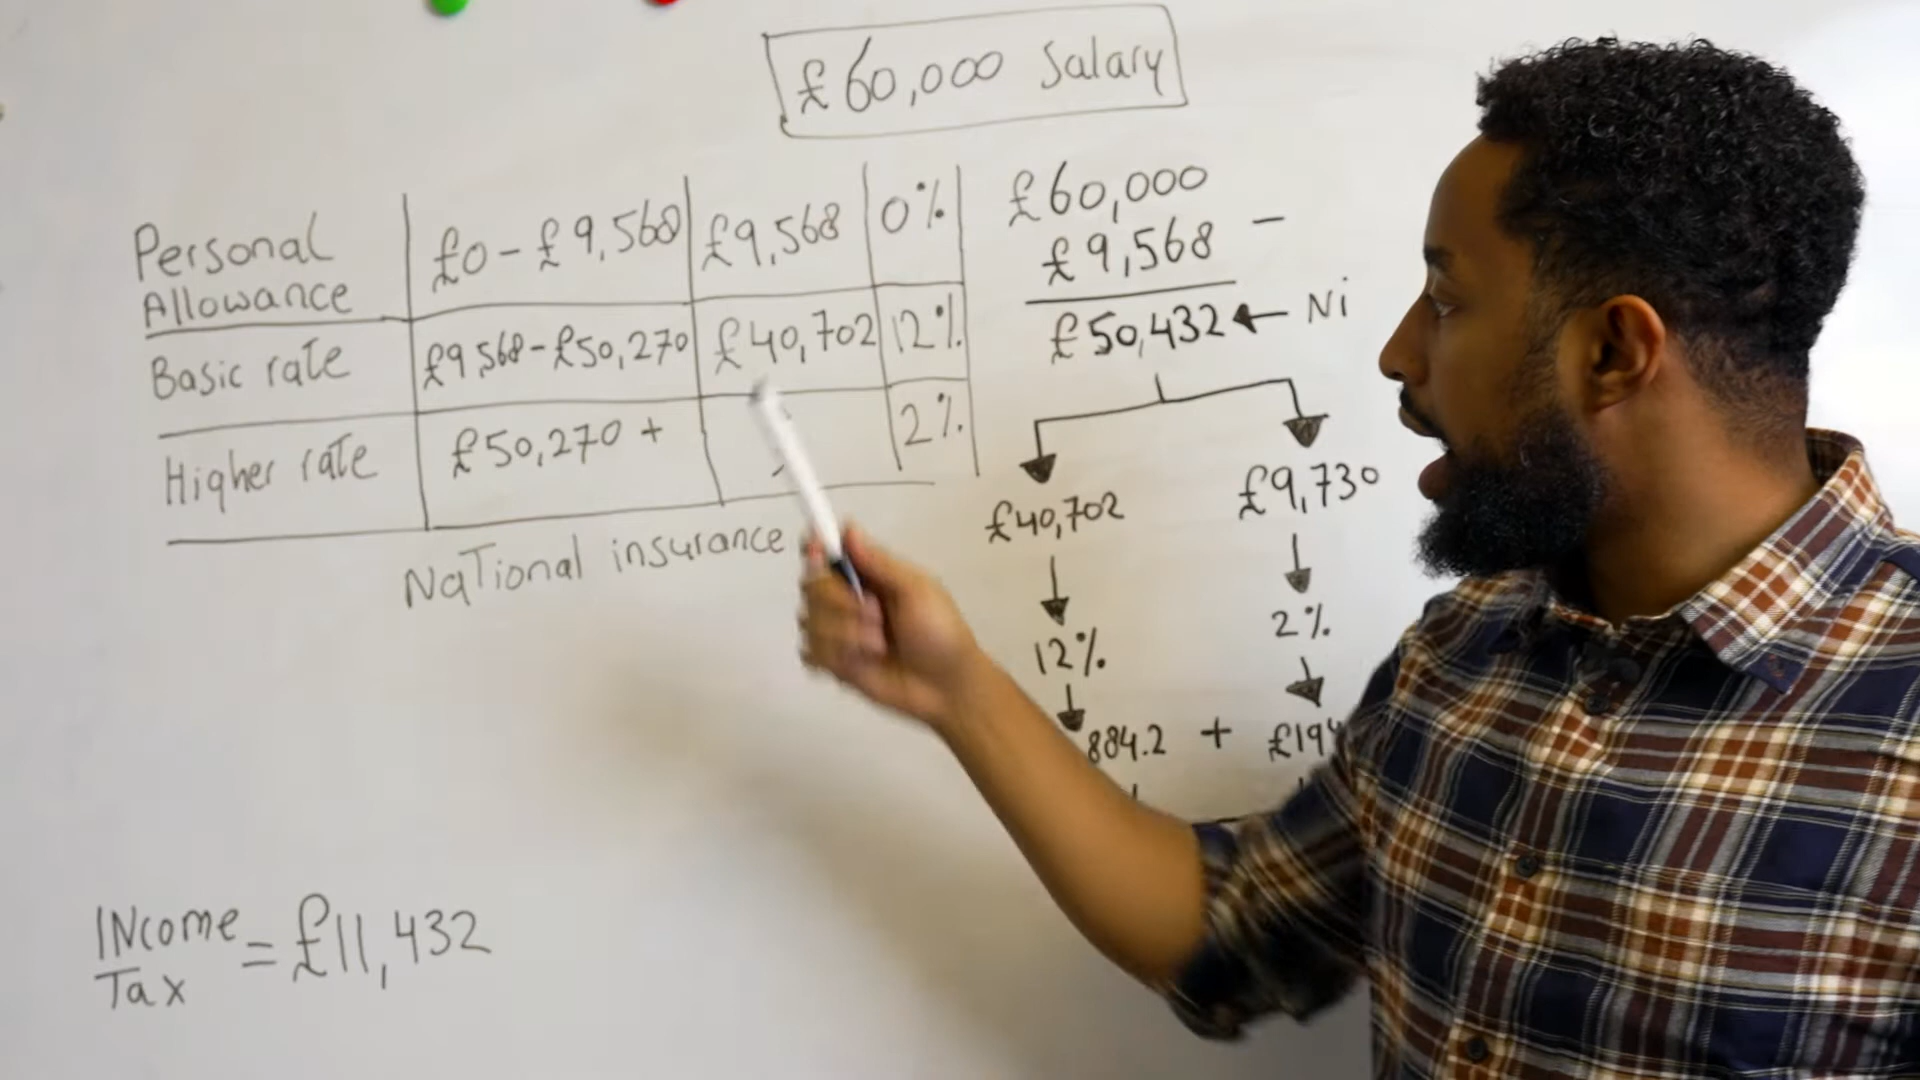 £60,000 Salary
Personal Allowance £0 - £9,568 £9,568 0%
Basic rate £9,568 - £50,270 £40,702 12%
Higher rate £50,270 + 2%
National insurance
£60,000
£9,568 -
£50,432 ← Ni
£40,702 £9,730
12% 2%
884.2 + £194
INcome Tax = £11,432